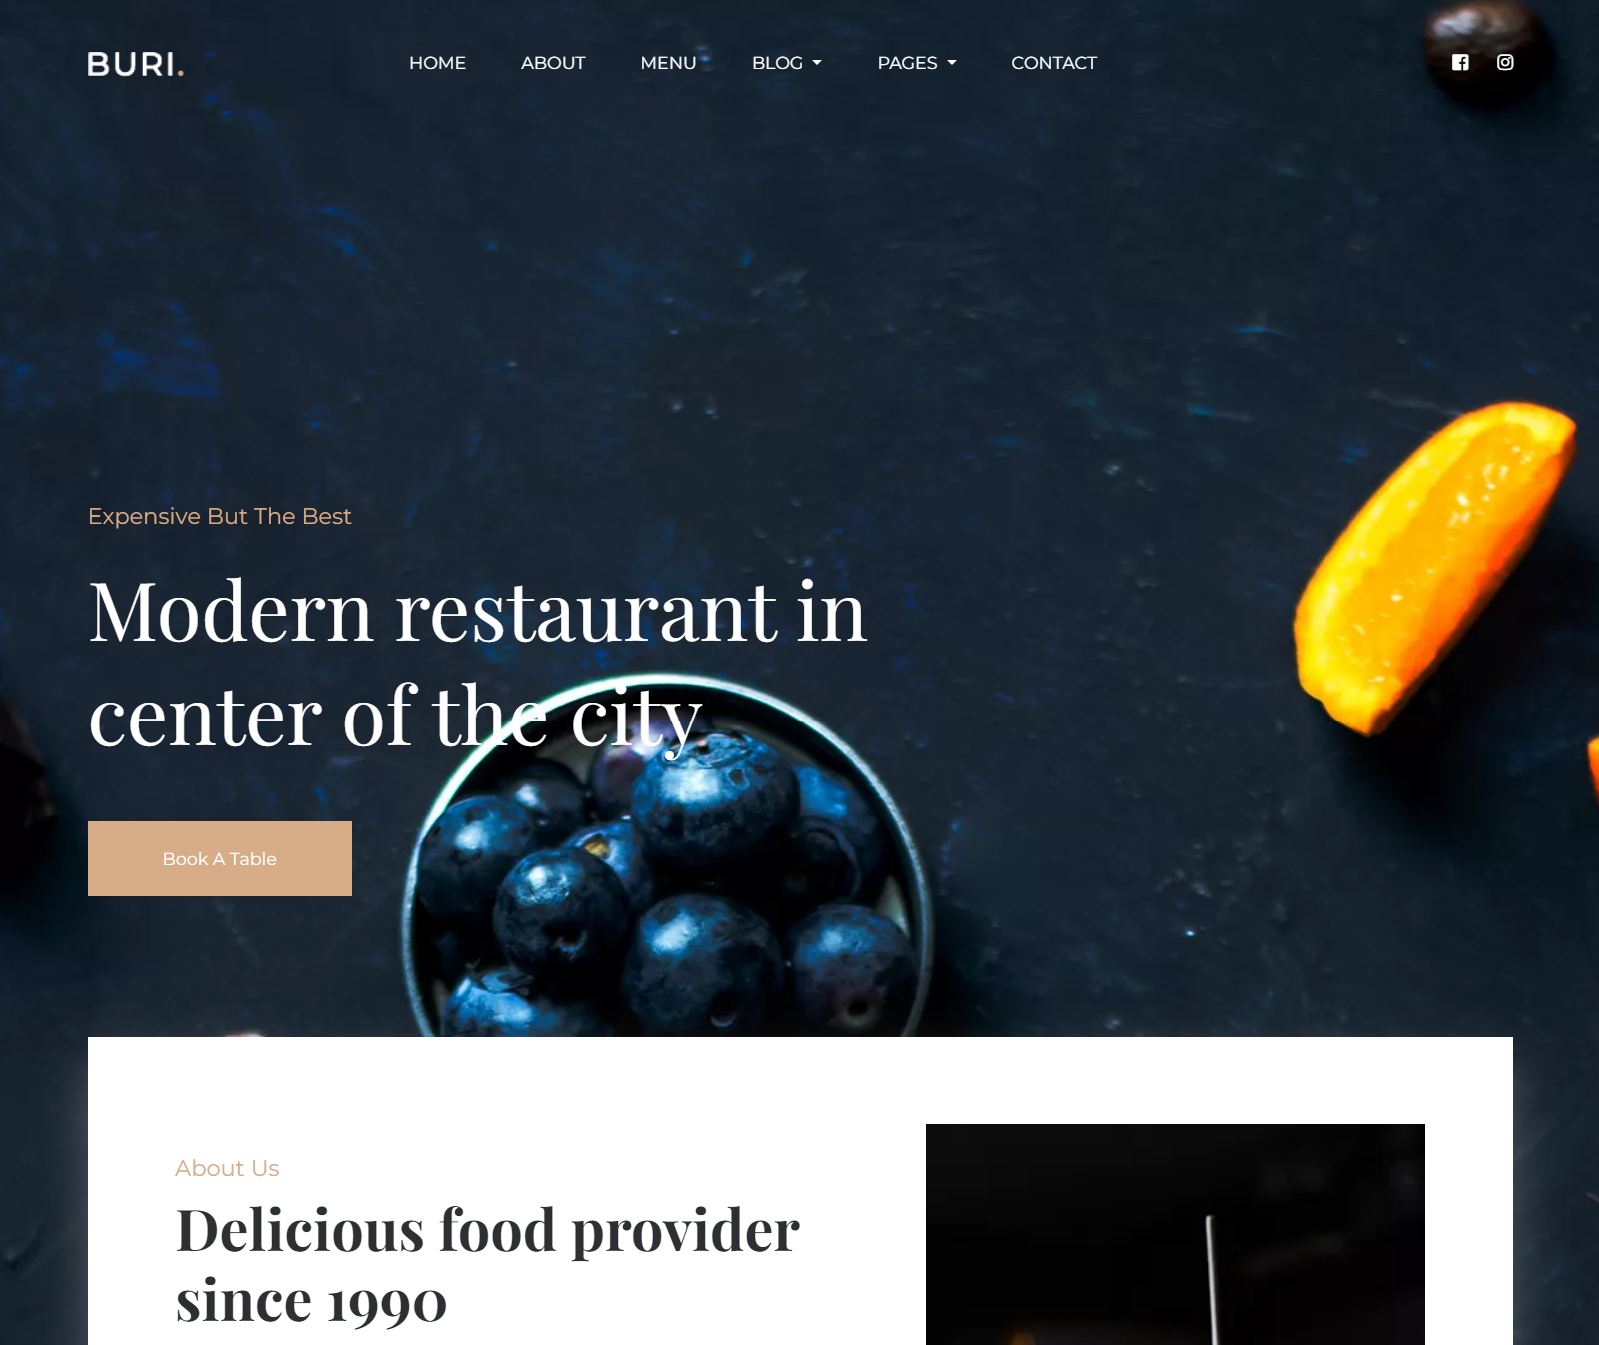 BURI.
HOME
ABOUT
MENU
BLOG
PAGES
CONTACT
Expensive But The Best
Modern restaurant in
center of the city
Book A Table
About Us
Delicious food provider
since 1990